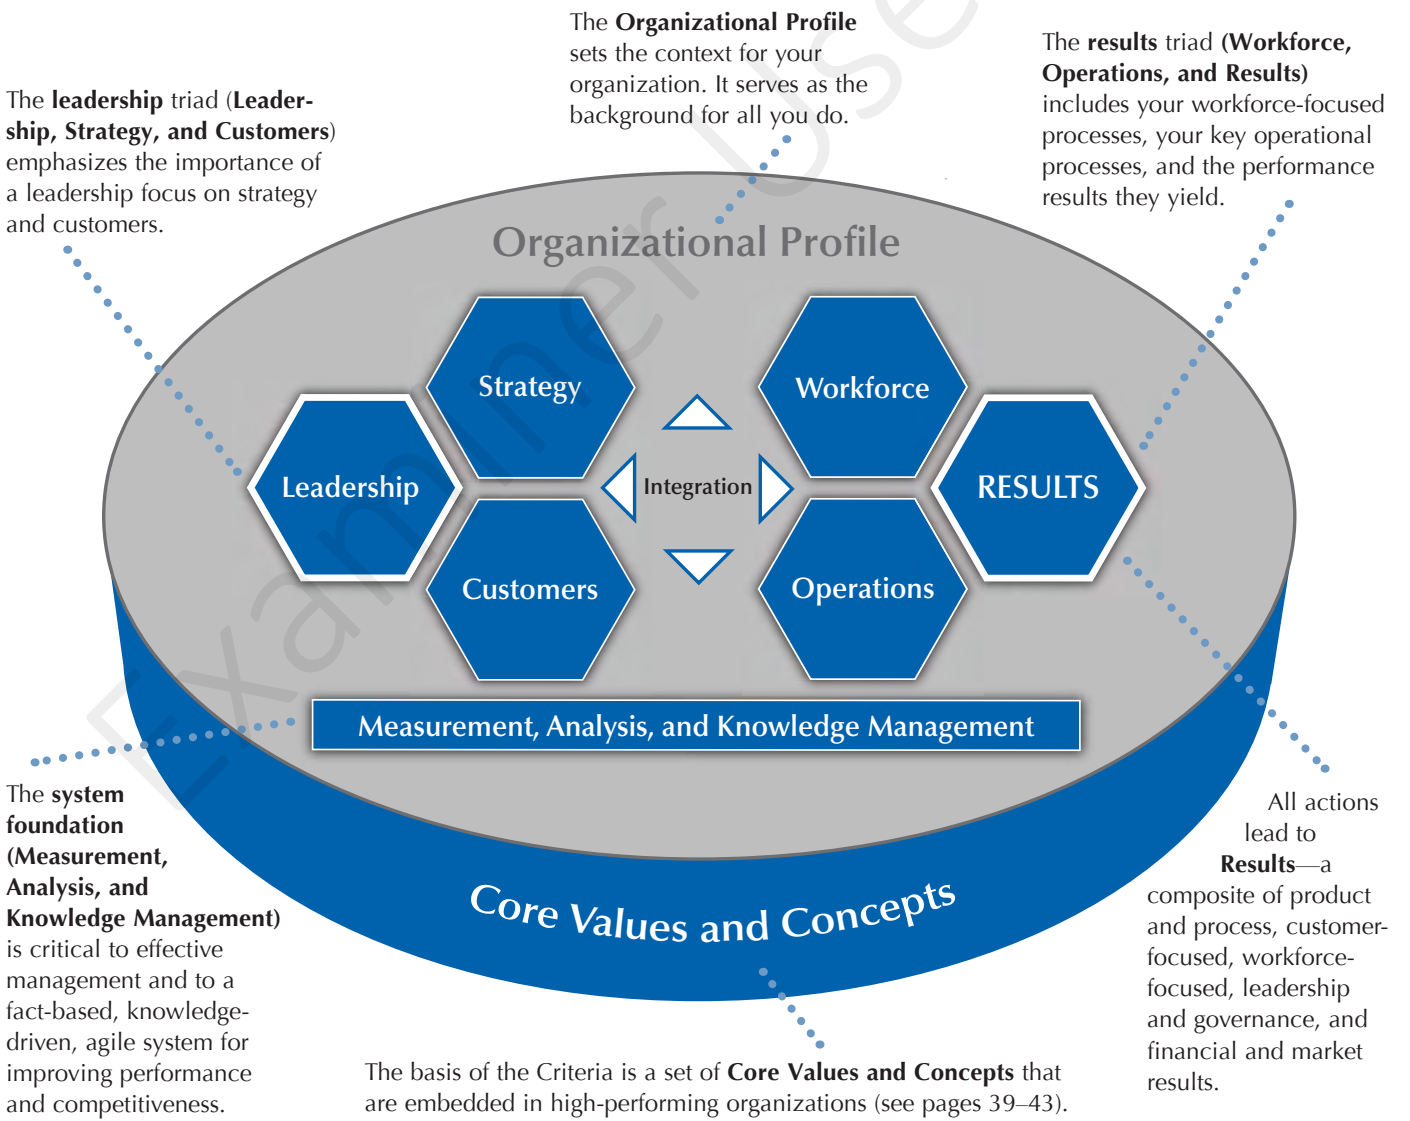 The Organizational Profile
sets the context for your
organization. It serves as the
background for all you do.
The results triad (Workforce,
Operations, and Results)
includes your workforce-focused
processes, your key operational
processes, and the performance
results they yield.
The leadership triad (Leader-
ship, Strategy, and Customers)
emphasizes the importance of
a leadership focus on strategy
and customers.
Organizational Profile
Strategy
Workforce
Leadership
Integration
RESULTS
Customers
Operations
Measurement, Analysis, and Knowledge Management
Core Values and Concepts
The system
foundation
(Measurement,
Analysis, and
Knowledge Management)
is critical to effective
management and to a
fact-based, knowledge-
driven, agile system for
improving performance
and competitiveness.
All actions
lead to
Results—a
composite of product
and process, customer-
focused, workforce-
focused, leadership
and governance, and
financial and market
results.
The basis of the Criteria is a set of Core Values and Concepts that
are embedded in high-performing organizations (see pages 39–43).
Examiner Use